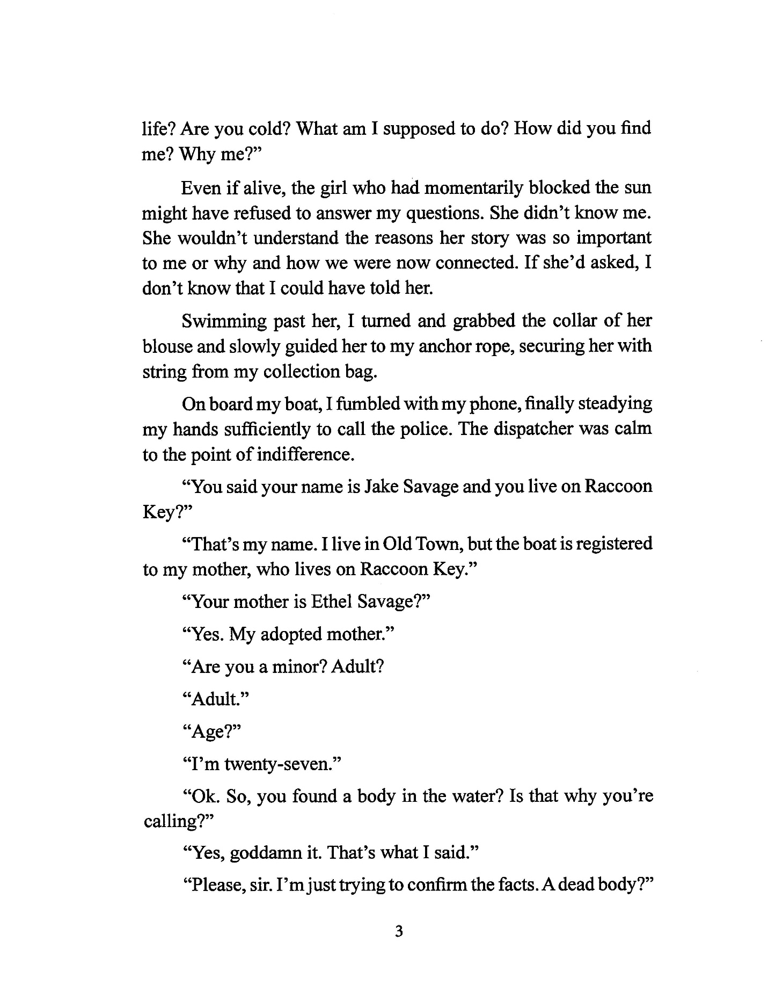 life? Are you cold? What am I supposed to do? How did you find
me? Why me?”
Even if alive, the girl who had momentarily blocked the sun
might have refused to answer my questions. She didn’t know me.
She wouldn’t understand the reasons her story was so important
to me or why and how we were now connected. If she’d asked, I
don’t know that I could have told her.
Swimming past her, I turned and grabbed the collar of her
blouse and slowly guided her to my anchor rope, securing her with
string from my collection bag.
On board my boat, I fumbled with my phone, finally steadying
my hands sufficiently to call the police. The dispatcher was calm
to the point of indifference.
“You said your name is Jake Savage and you live on Raccoon
Key?”
“That’s my name. I live in Old Town, but the boat is registered
to my mother, who lives on Raccoon Key.”
“Your mother is Ethel Savage?”
“Yes. My adopted mother.”
“Are you a minor? Adult?
“Adult.”
“Age?”
“I’m twenty-seven.”
“Ok. So, you found a body in the water? Is that why you’re
calling?”
“Yes, goddamn it. That’s what I said.”
“Please, sir. I’m just trying to confirm the facts. A dead body?”
3